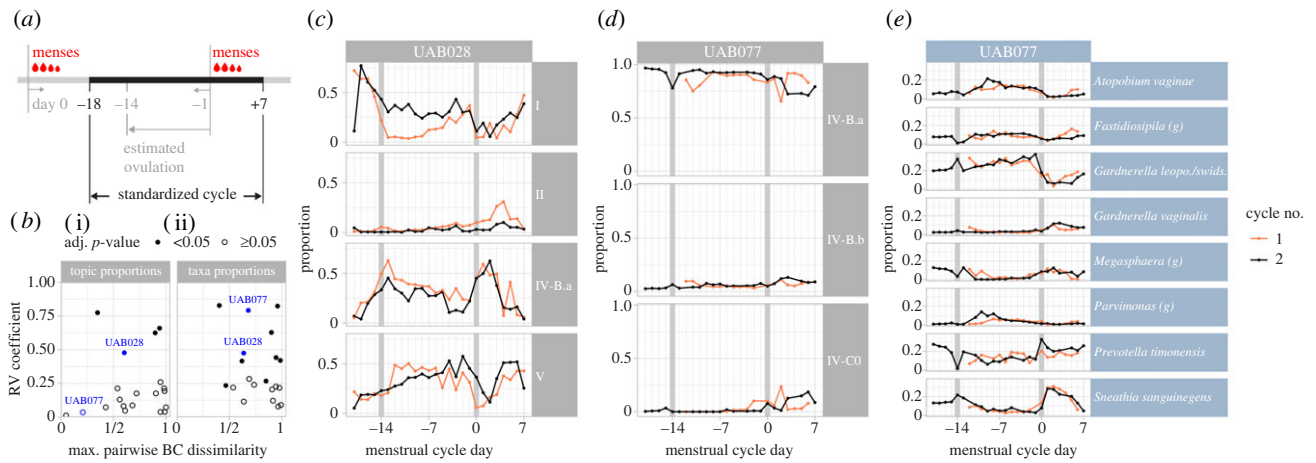 (a)
menses
menses
day 0
–18
–14
–1
+7
estimated
ovulation
standardized cycle
(b)
(i)
(ii)
adj. p-value
<0.05
≥0.05
topic proportions
taxa proportions
RV coefficient
1.00
0.75
0.50
0.25
0
UAB077
UAB028
UAB077
UAB028
0
1/2
1
0
1/2
1
max. pairwise BC dissimilarity
(c)
UAB028
proportion
I
II
IV-B.a
V
0.5
0
0.5
0
0.5
0
0.5
0
–14
–7
0
7
menstrual cycle day
(d)
UAB077
proportion
IV-B.a
IV-B.b
IV-C0
1.0
0.5
0
1.0
0.5
0
1.0
0.5
0
–14
–7
0
7
menstrual cycle day
(e)
UAB077
proportion
0.2
0
Atopobium vaginae
0.2
0
Fastidiosipila (g)
0.2
0
Gardnerella leopo./swids.
0.2
0
Gardnerella vaginalis
0.2
0
Megasphaera (g)
0.2
0
Parvimonas (g)
0.2
0
Prevotella timonensis
0.2
0
Sneathia sanguinegens
–14
–7
0
7
menstrual cycle day
cycle no.
1
2